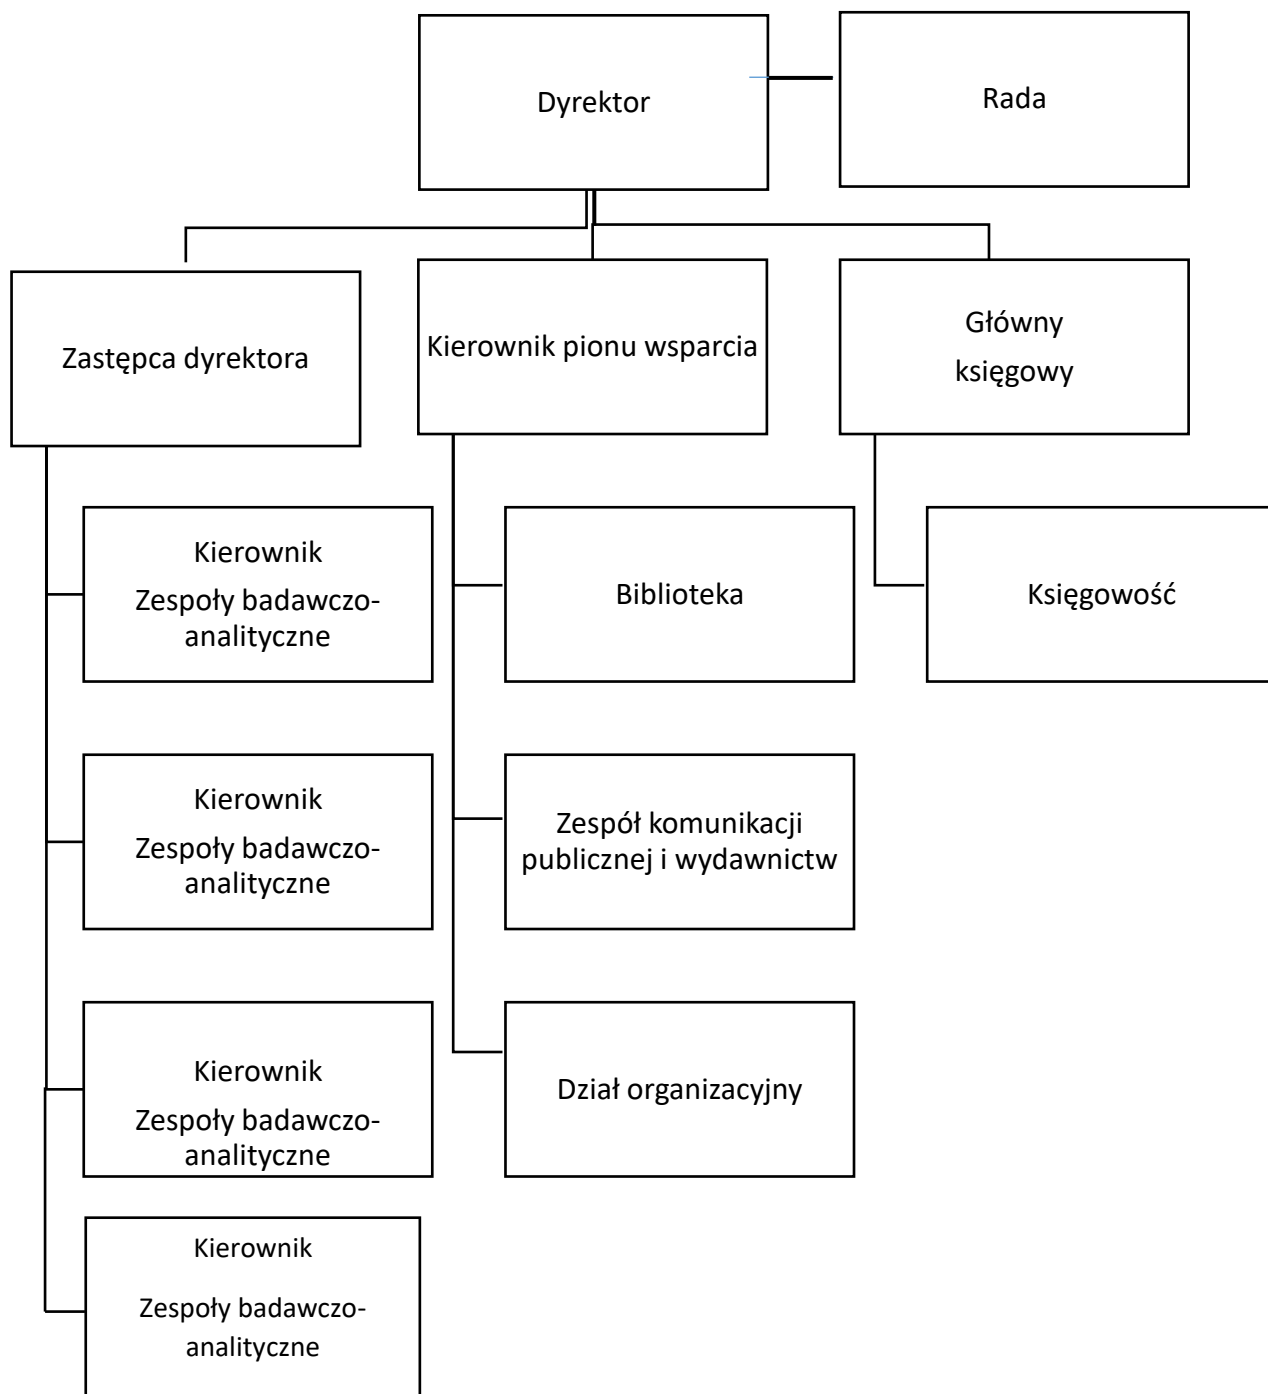 Dyrektor
Rada
Zastępca dyrektora
Kierownik pionu wsparcia
Główny
księgowy
Kierownik
Zespoły badawczo-
analityczne
Biblioteka
Księgowość
Kierownik
Zespoły badawczo-
analityczne
Zespół komunikacji
publicznej i wydawnictw
Kierownik
Zespoły badawczo-
analityczne
Dział organizacyjny
Kierownik
Zespoły badawczo-
analityczne